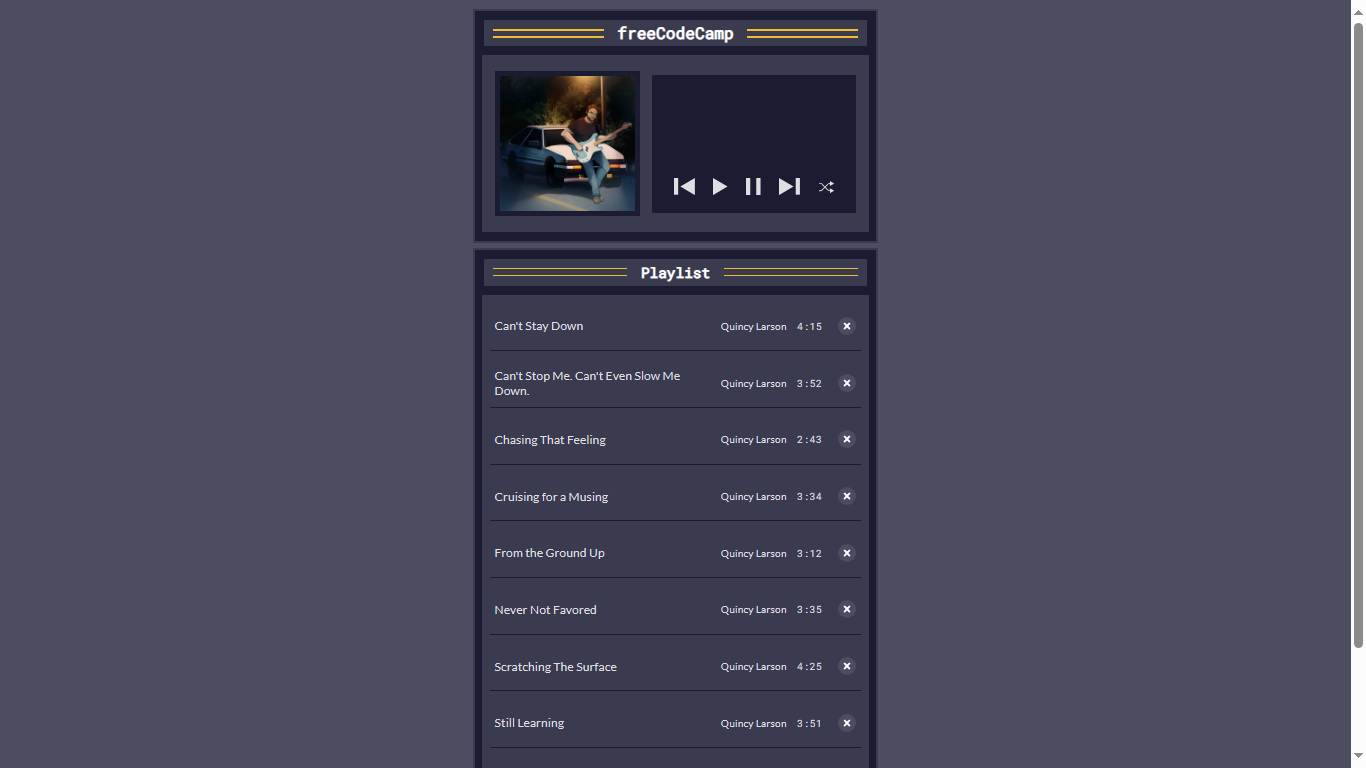 freeCodeCamp
Playlist
Can't Stay Down Quincy Larson 4:15
Can't Stop Me. Can't Even Slow Me
Down. Quincy Larson 3:52
Chasing That Feeling Quincy Larson 2:43
Cruising for a Musing Quincy Larson 3:34
From the Ground Up Quincy Larson 3:12
Never Not Favored Quincy Larson 3:35
Scratching The Surface Quincy Larson 4:25
Still Learning Quincy Larson 3:51